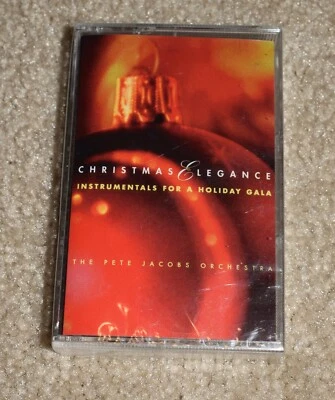 CHRISTMAS ELEGANCE
INSTRUMENTALS FOR A HOLIDAY GALA
THE PETE JACOBS ORCHESTRA